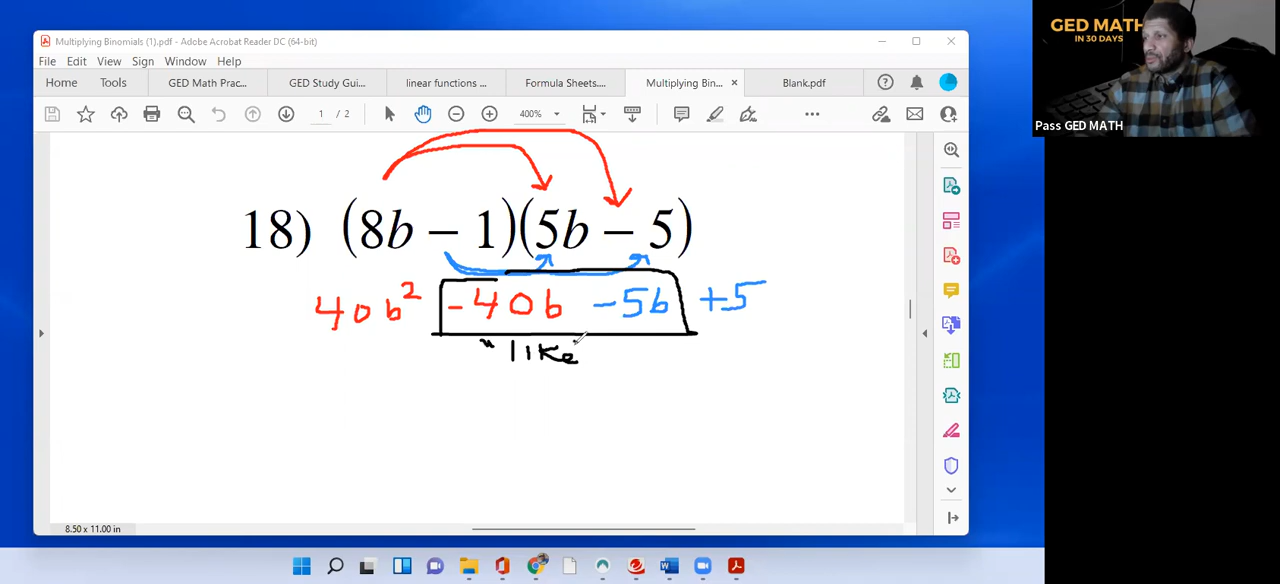 Multiplying Binomials (1).pdf - Adobe Acrobat Reader DC (64-bit)
File Edit View Sign Window Help
Home Tools GED Math Prac... GED Study Gui... linear functions ... Formula Sheets.... Multiplying Bin... × Blank.pdf
1 / 2 400%
18) (8b − 1)(5b − 5)
40b² -40b -5b +5
" like
8.50 x 11.00 in
GED MATH
IN 30 DAYS
Pass GED MATH